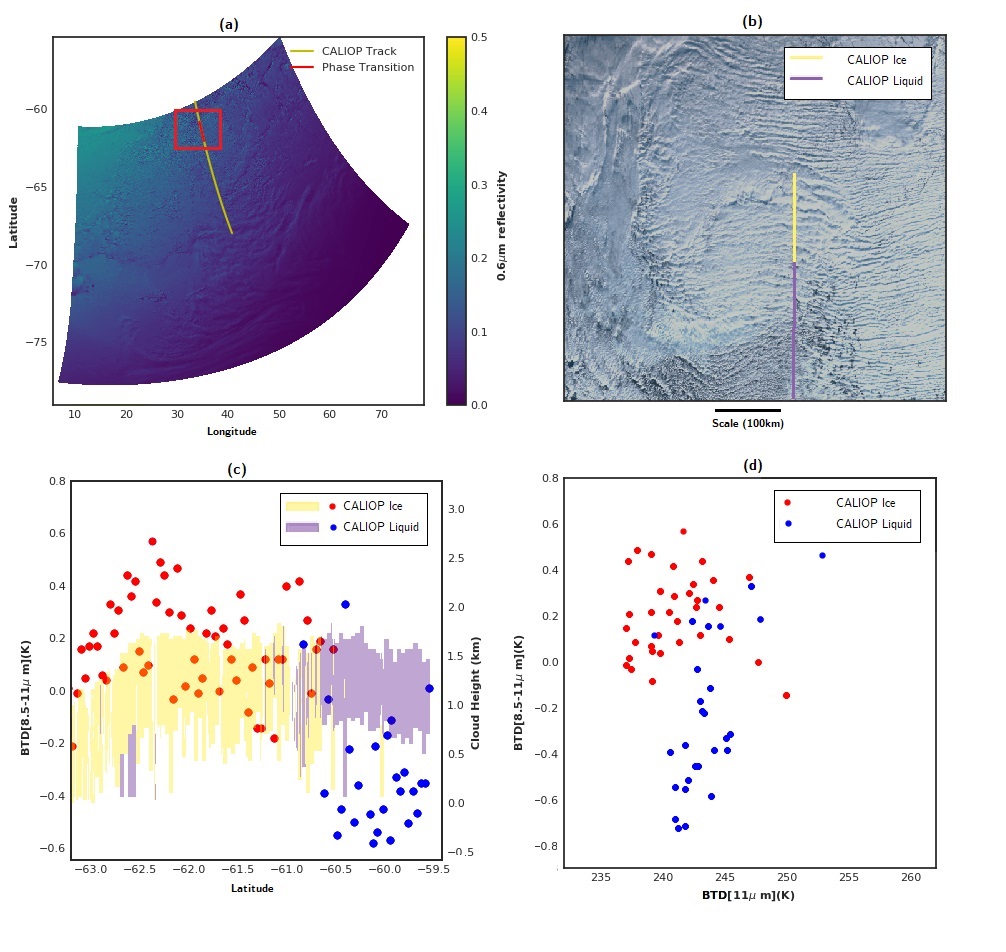 (a)
CALIOP Track
Phase Transition
−60
−65
−70
−75
Latitude
10 20 30 40 50 60 70
Longitude
0.5
0.4
0.3
0.2
0.1
0.0
0.6μm reflectivity
(b)
CALIOP Ice
CALIOP Liquid
Scale (100km)
(c)
CALIOP Ice
CALIOP Liquid
0.8
0.6
0.4
0.2
0.0
−0.2
−0.4
−0.6
BTD[8.5-11μ m](K)
3.0
2.5
2.0
1.5
1.0
0.5
0.0
−0.5
Cloud Height (km)
−63.0 −62.5 −62.0 −61.5 −61.0 −60.5 −60.0 −59.5
Latitude
(d)
CALIOP Ice
CALIOP Liquid
0.8
0.6
0.4
0.2
0.0
−0.2
−0.4
−0.6
−0.8
BTD[8.5-11μ m](K)
235 240 245 250 255 260
BTD[11μ m](K)